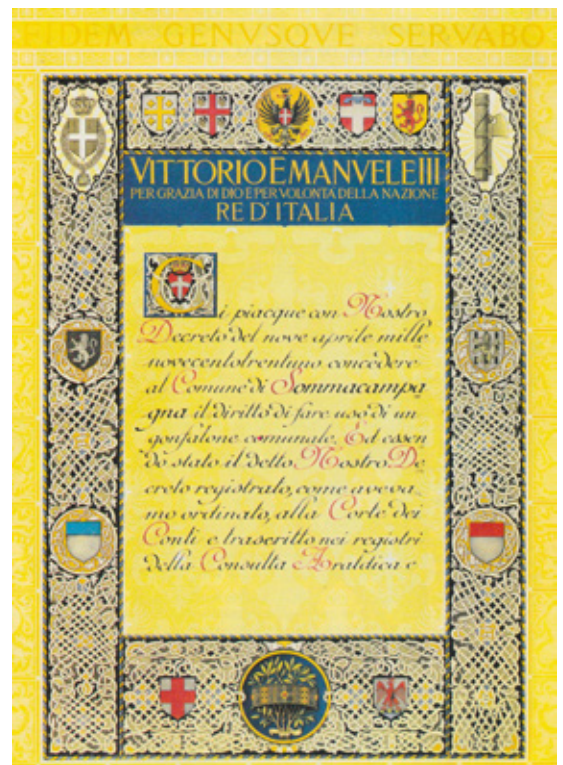 FIDEM GENVSQVE SERVABO
VITTORIO EMANVELE III
PER GRAZIA DI DIO E PER VOLONTA DELLA NAZIONE
RE D'ITALIA
Ci piacque con Nostro
Decreto del nove aprile mille
novecentotrentuno concedere
al Comune di Sommacampa
gna il diritto di fare uso di un
gonfalone comunale. Ed essen
do stato il detto Nostro De
creto registrato, come aveva
mo ordinato, alla Corte dei
Conti e trascritto nei registri
della Consulta Araldica e